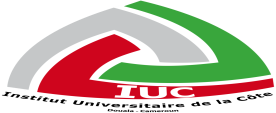 IUC
Institut Universitaire de la Côte
Douala - Cameroun